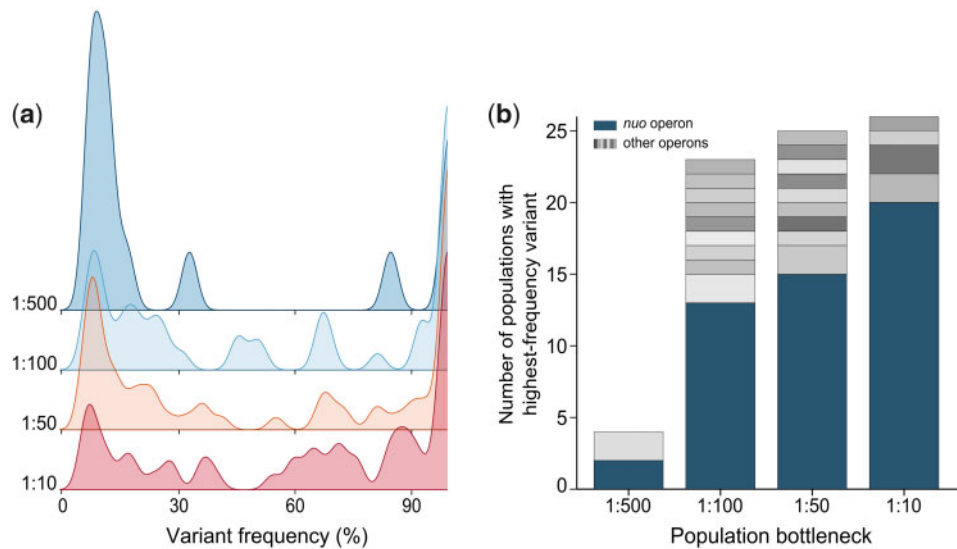 (a)
1:500
1:100
1:50
1:10
0 30 60 90
Variant frequency (%)
(b)
nuo operon
other operons
25
20
15
10
5
0
Number of populations with
highest-frequency variant
1:500 1:100 1:50 1:10
Population bottleneck